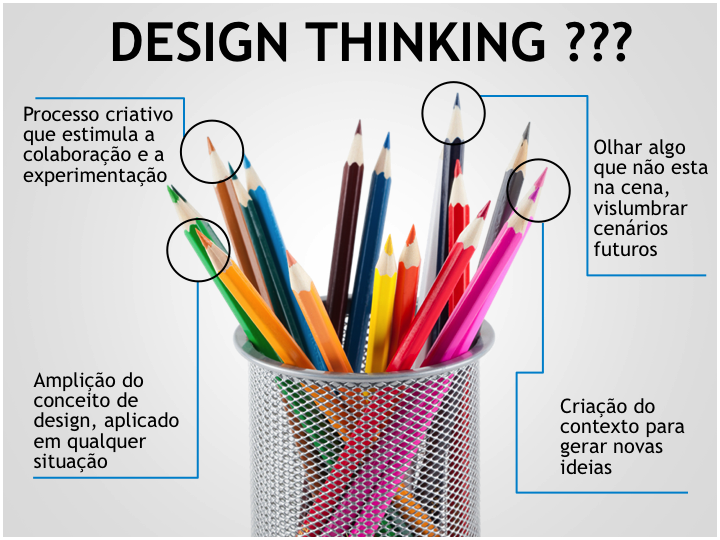 DESIGN THINKING ???
Processo criativo
que estimula a
colaboração e a
experimentação
Olhar algo
que não esta
na cena,
vislumbrar
cenários
futuros
Amplição do
conceito de
design, aplicado
em qualquer
situação
Criação do
contexto para
gerar novas
ideias